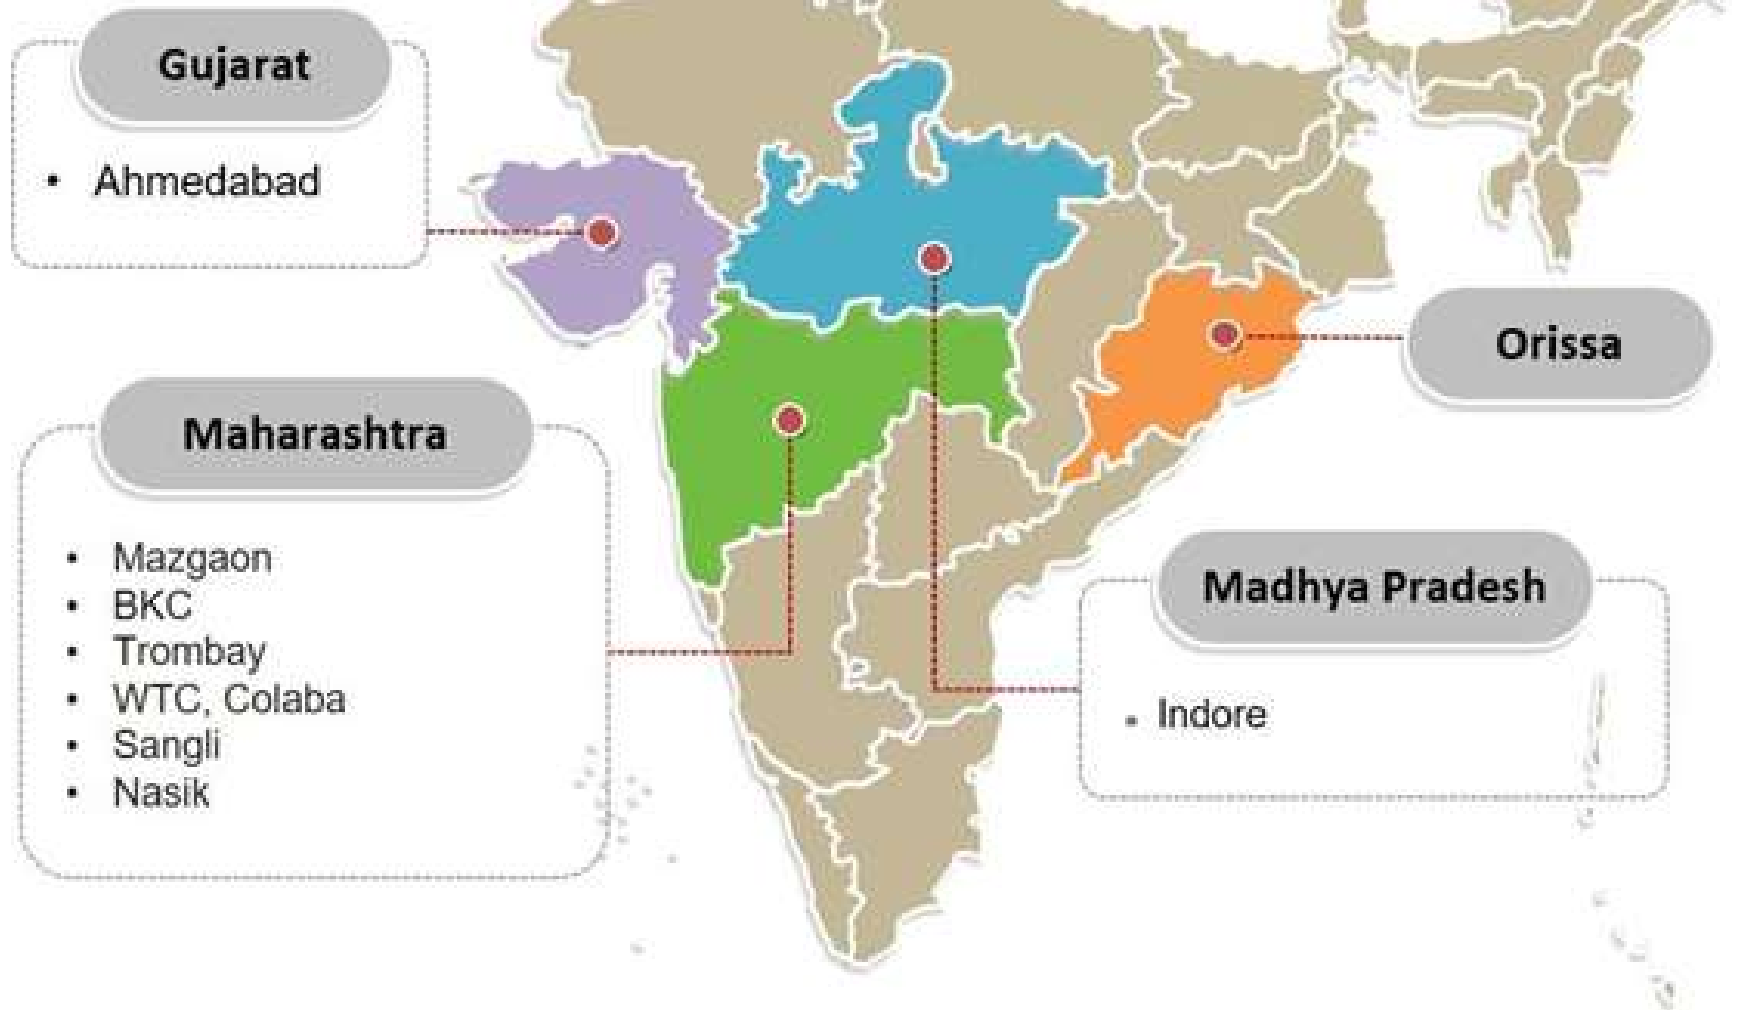 Gujarat
• Ahmedabad
Maharashtra
• Mazgaon
• BKC
• Trombay
• WTC, Colaba
• Sangli
• Nasik
Orissa
Madhya Pradesh
• Indore